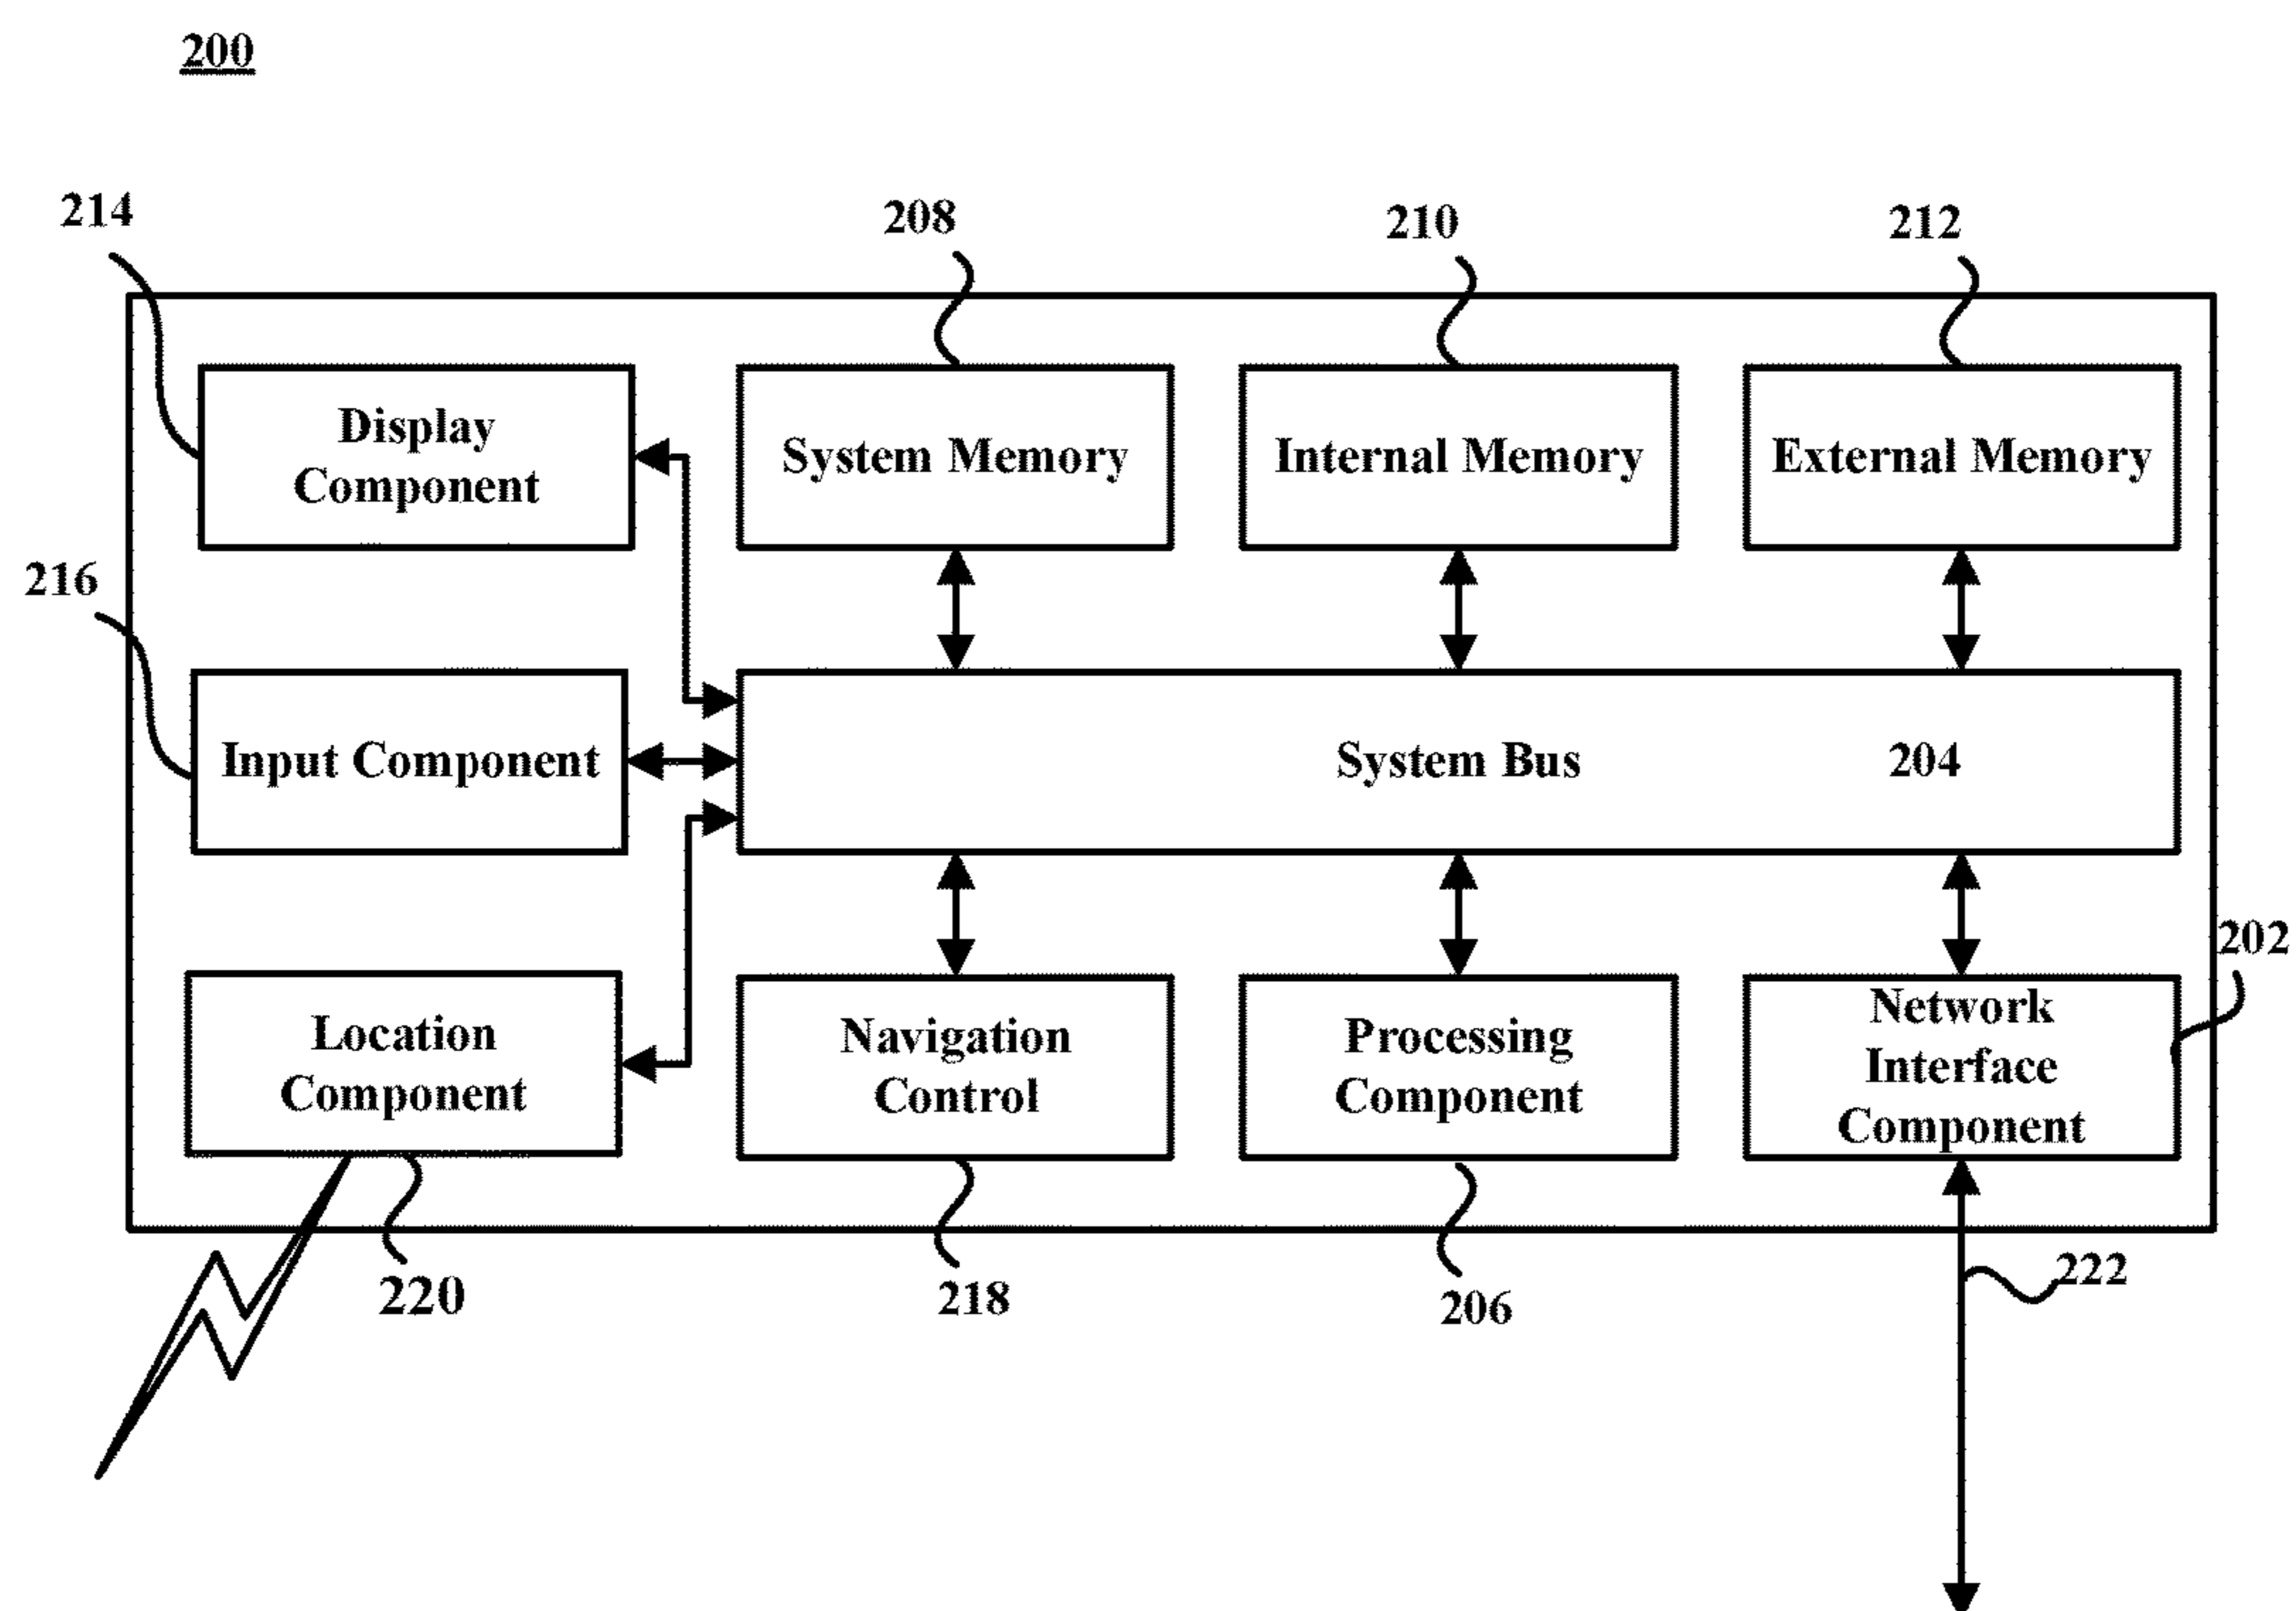 200
214
208
210
212
Display
Component
System Memory
Internal Memory
External Memory
216
Input Component
System Bus
204
202
Location
Component
Navigation
Control
Processing
Component
Network
Interface
Component
220
218
206
222